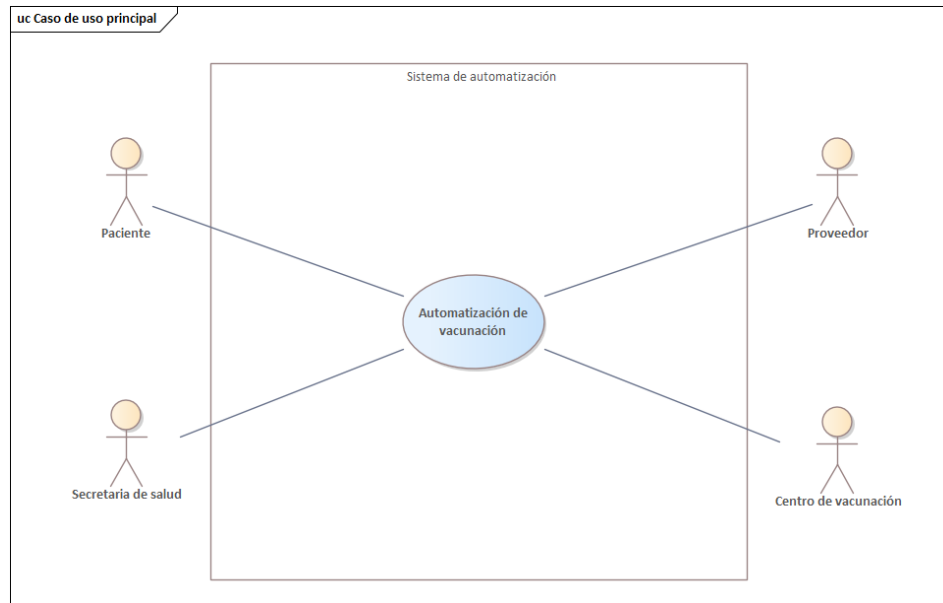 uc Caso de uso principal
Sistema de automatización
Paciente
Proveedor
Automatización de
vacunación
Secretaria de salud
Centro de vacunación